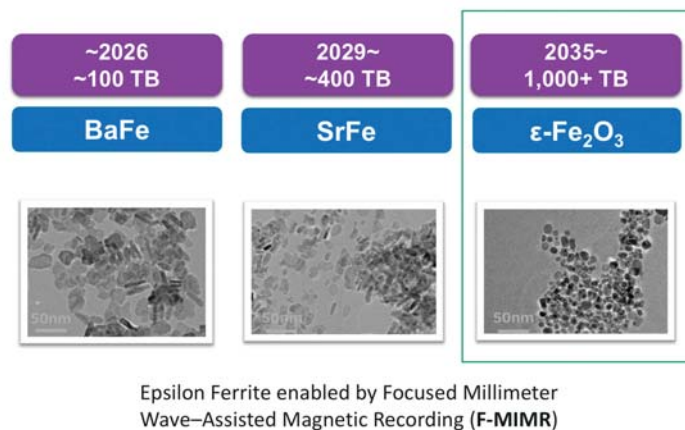 ~2026
~100 TB
2029~
~400 TB
2035~
1,000+ TB
BaFe
SrFe
ε-Fe₂O₃
50nm
50nm
50nm
Epsilon Ferrite enabled by Focused Millimeter
Wave–Assisted Magnetic Recording (F-MIMR)